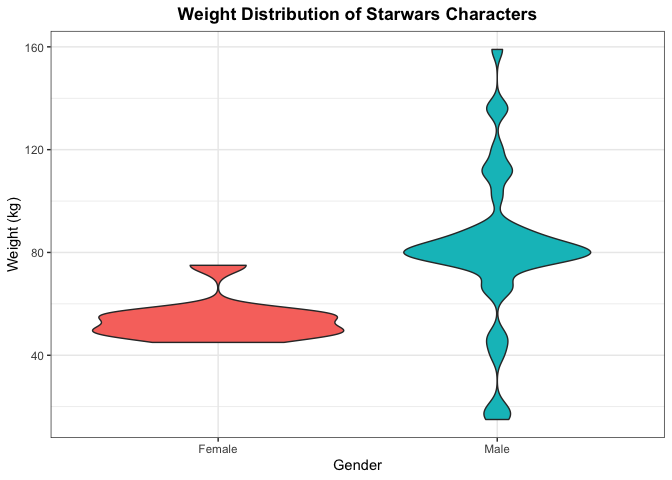 Weight Distribution of Starwars Characters
Weight (kg)
160
120
80
40
Female
Male
Gender